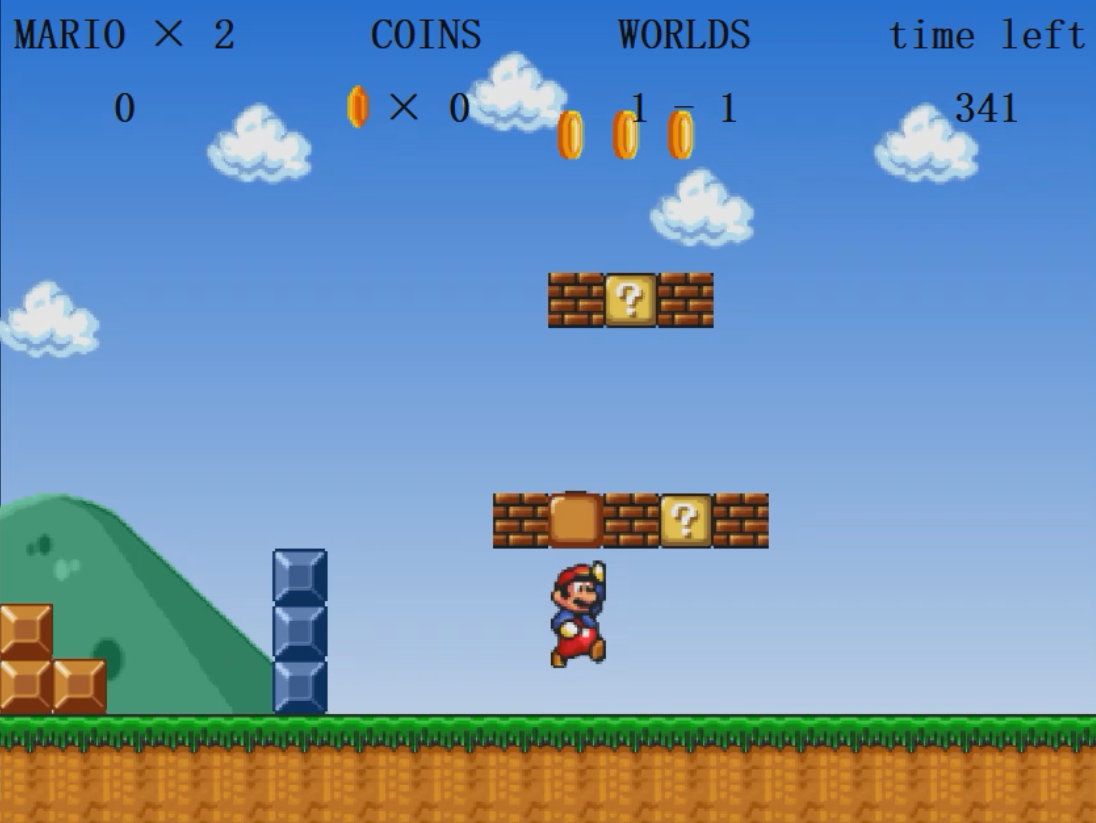 MARIO × 2 COINS WORLDS time left
0 × 0 1 - 1 341
?
?